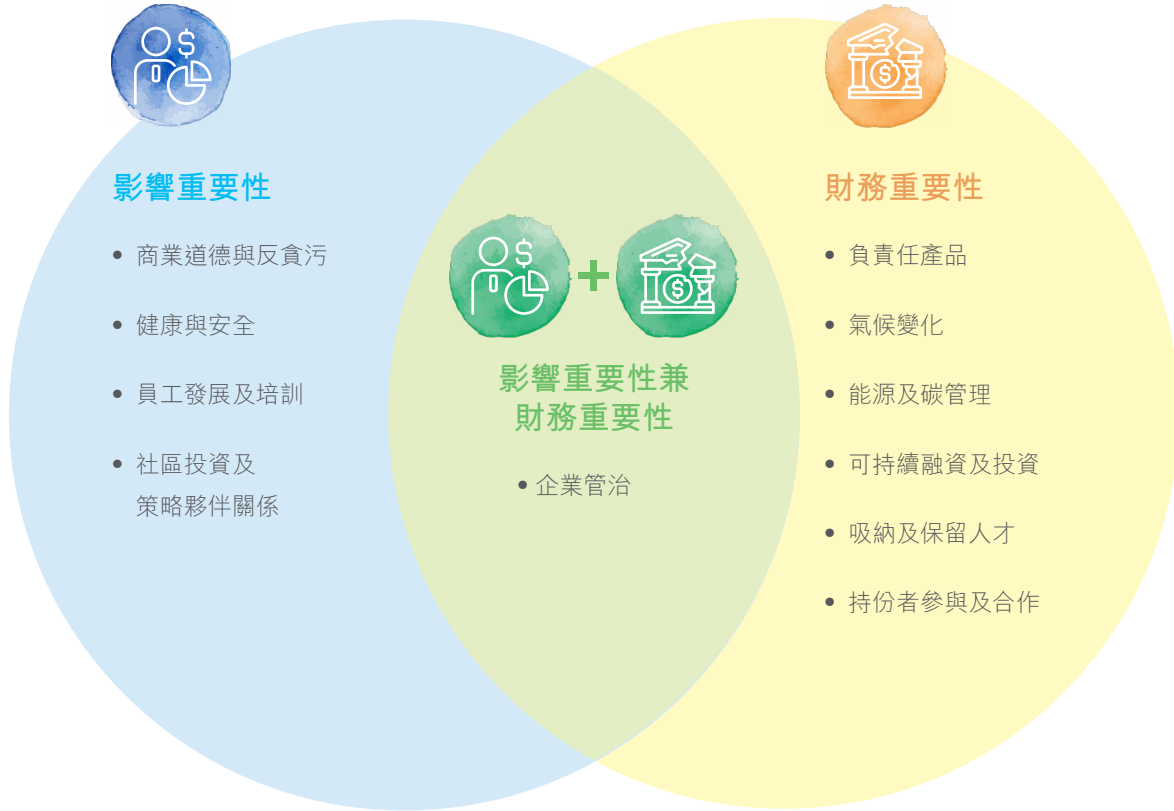 影響重要性
• 商業道德與反貪污
• 健康與安全
• 員工發展及培訓
• 社區投資及
策略夥伴關係
影響重要性兼
財務重要性
• 企業管治
財務重要性
• 負責任產品
• 氣候變化
• 能源及碳管理
• 可持續融資及投資
• 吸納及保留人才
• 持份者參與及合作